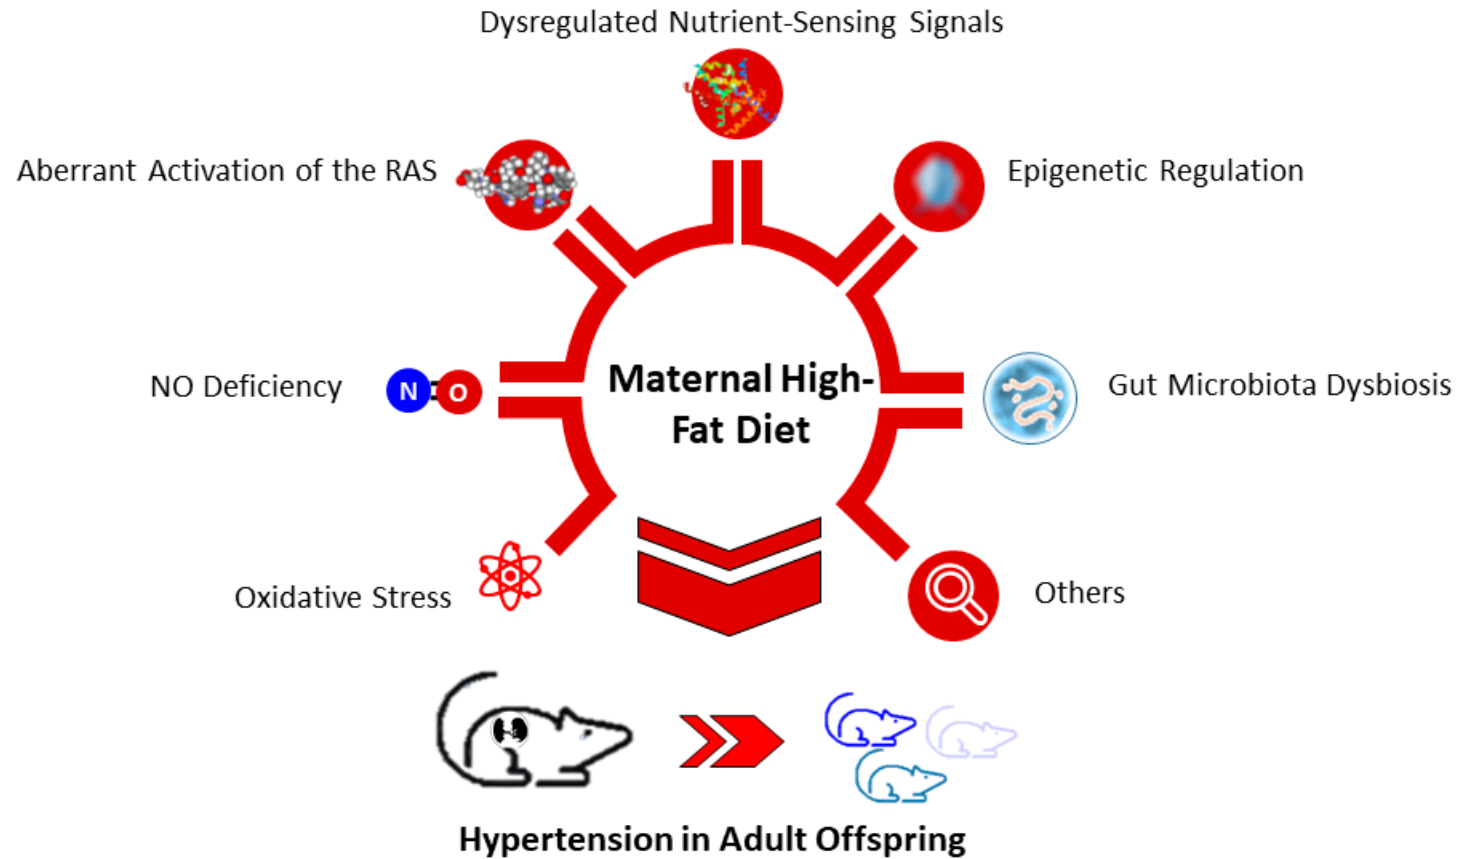 Dysregulated Nutrient-Sensing Signals
Aberrant Activation of the RAS
Epigenetic Regulation
NO Deficiency
N O
Maternal High-
Fat Diet
Gut Microbiota Dysbiosis
Oxidative Stress
Others
Hypertension in Adult Offspring